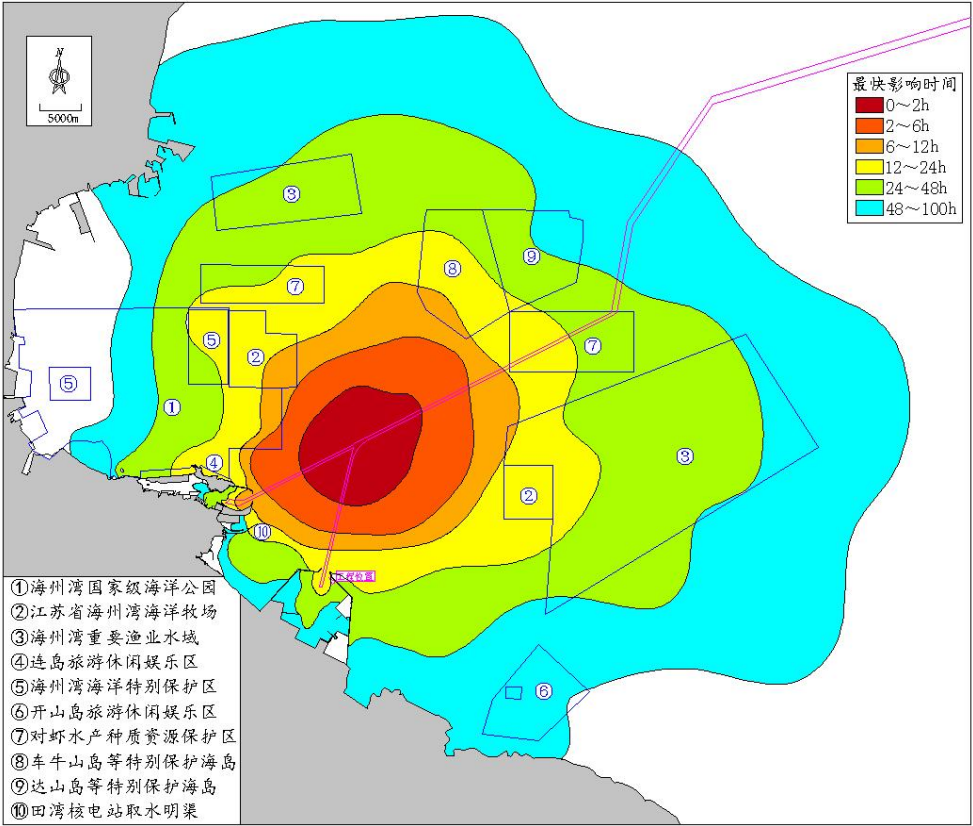 N
5000m
最快影响时间
0～2h
2～6h
6～12h
12～24h
24～48h
48～100h
③
⑨
⑧
⑦
⑤
②
⑦
⑤
①
③
④
②
⑩
工程位置
⑥
①海州湾国家级海洋公园
②江苏省海州湾海洋牧场
③海州湾重要渔业水域
④连岛旅游休闲娱乐区
⑤海州湾海洋特别保护区
⑥开山岛旅游休闲娱乐区
⑦对虾水产种质资源保护区
⑧车牛山岛等特别保护海岛
⑨达山岛等特别保护海岛
⑩田湾核电站取水明渠